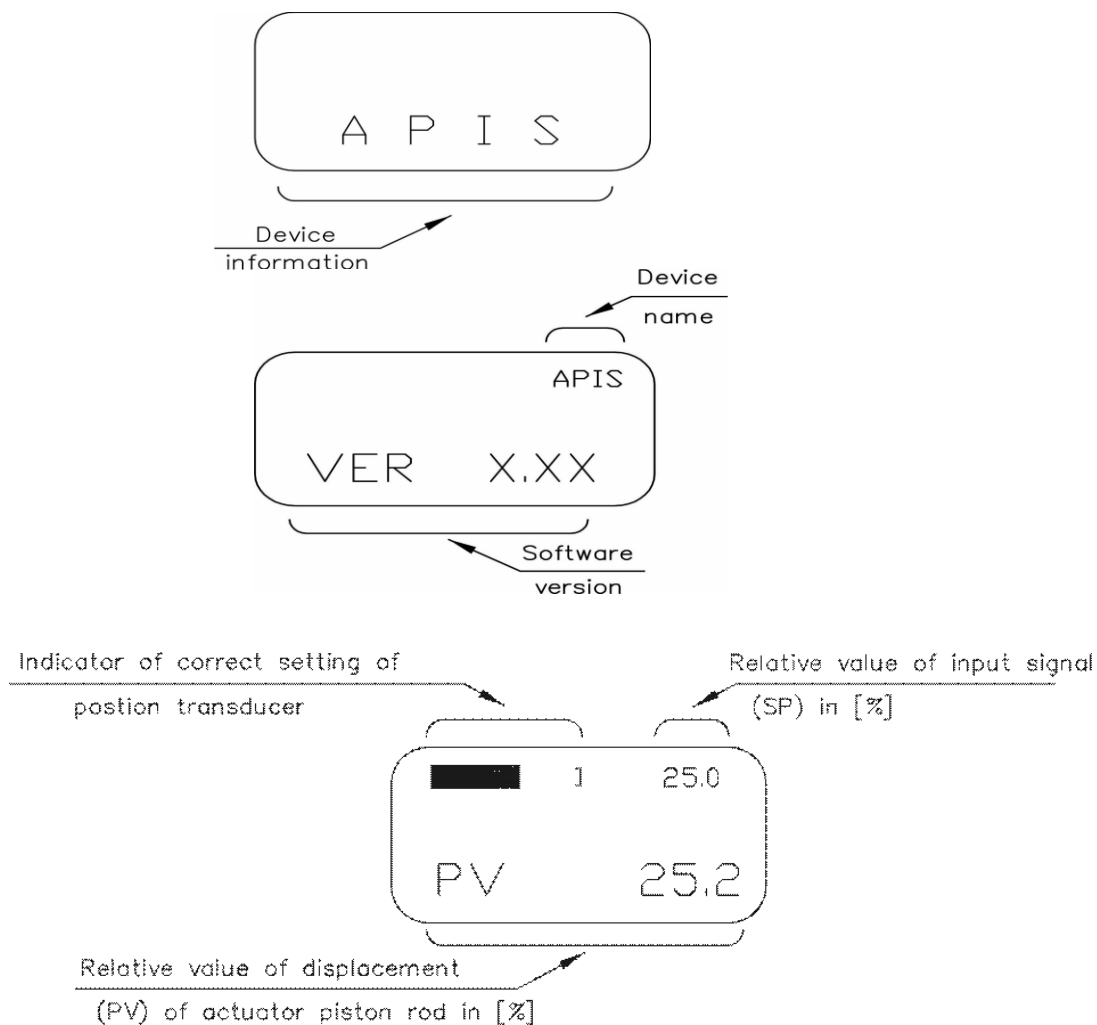 A P I S
Device
information
Device
name
APIS
VER X.XX
Software
version
Indicator of correct setting of
postion transducer
Relative value of input signal
(SP) in [%]
] 25.0
PV 25.2
Relative value of displacement
(PV) of actuator piston rod in [%]